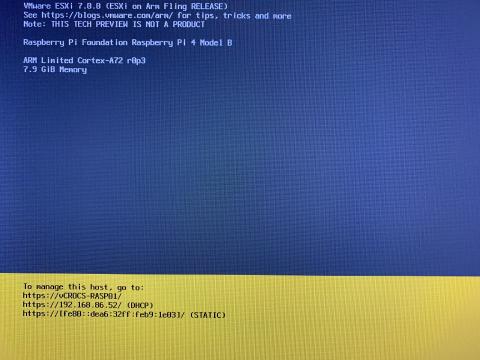 VMware ESXi 7.0.0 (ESXi on Arm Fling RELEASE)
See https://blogs.vmware.com/arm/ for tips, tricks and more
Note: THIS TECH PREVIEW IS NOT A PRODUCT
Raspberry Pi Foundation Raspberry Pi 4 Model B
ARM Limited Cortex-A72 r0p3
7.9 GiB Memory
To manage this host, go to:
https://vCROCS-RASP01/
https://192.168.86.52/ (DHCP)
https://[fe80::dea6:32ff:feb9:1e03]/ (STATIC)